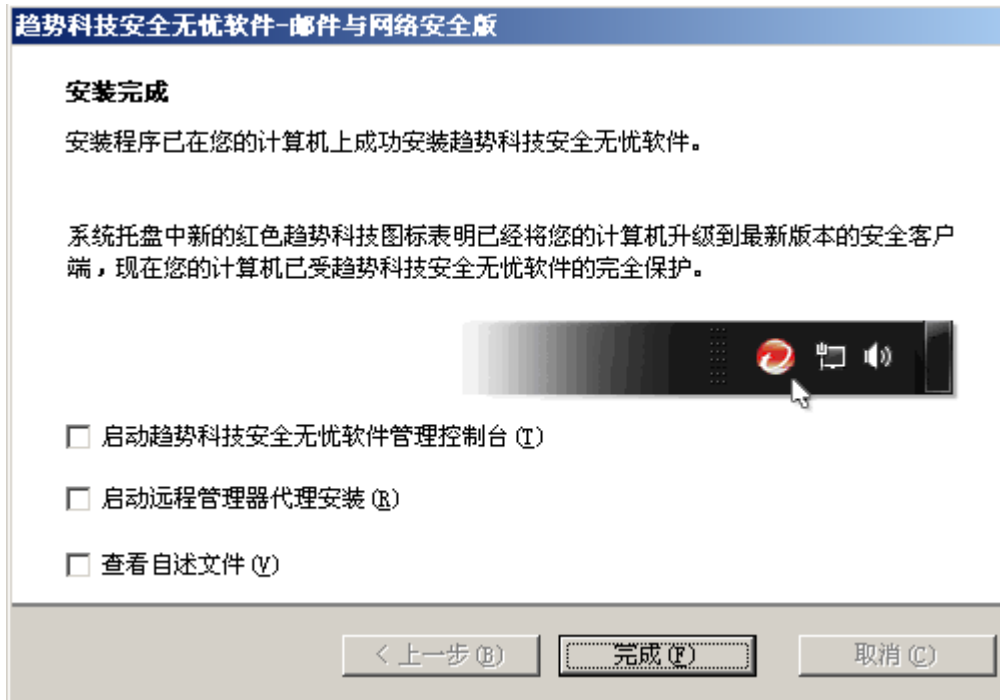 趋势科技安全无忧软件-邮件与网络安全版
安装完成
安装程序已在您的计算机上成功安装趋势科技安全无忧软件。
系统托盘中新的红色趋势科技图标表明已经将您的计算机升级到最新版本的安全客户
端，现在您的计算机已受趋势科技安全无忧软件的完全保护。
启动趋势科技安全无忧软件管理控制台(T)
启动远程管理器代理安装(R)
查看自述文件(V)
< 上一步(B)
完成(F)
取消(C)